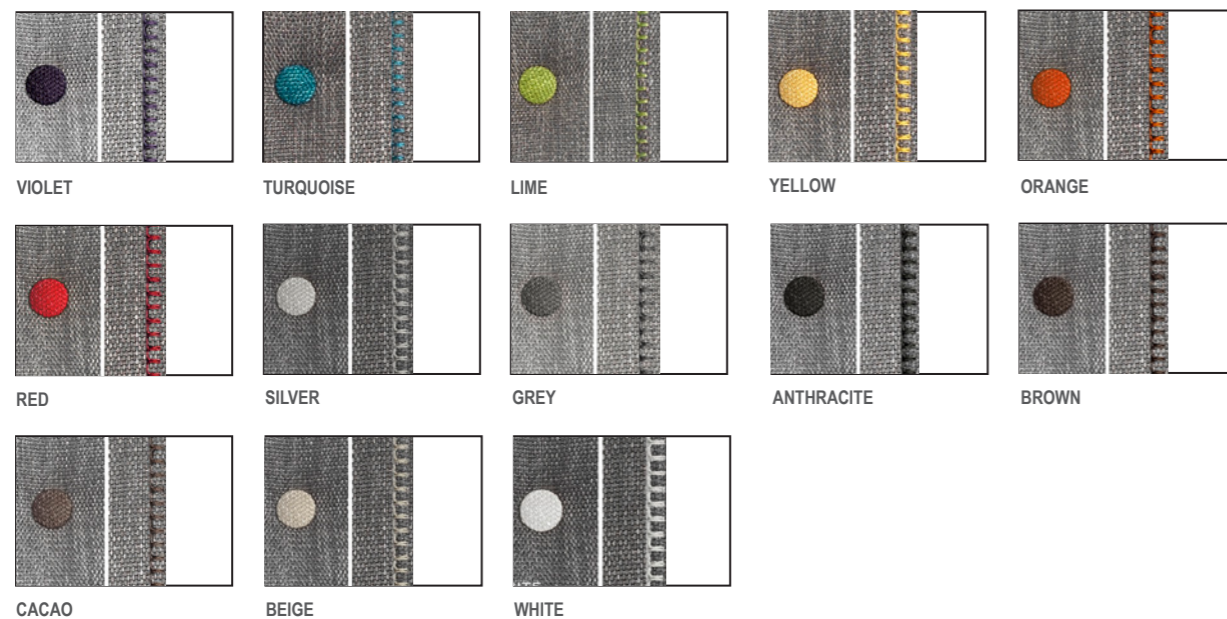 VIOLET
TURQUOISE
LIME
YELLOW
ORANGE
RED
SILVER
GREY
ANTHRACITE
BROWN
CACAO
BEIGE
WHITE